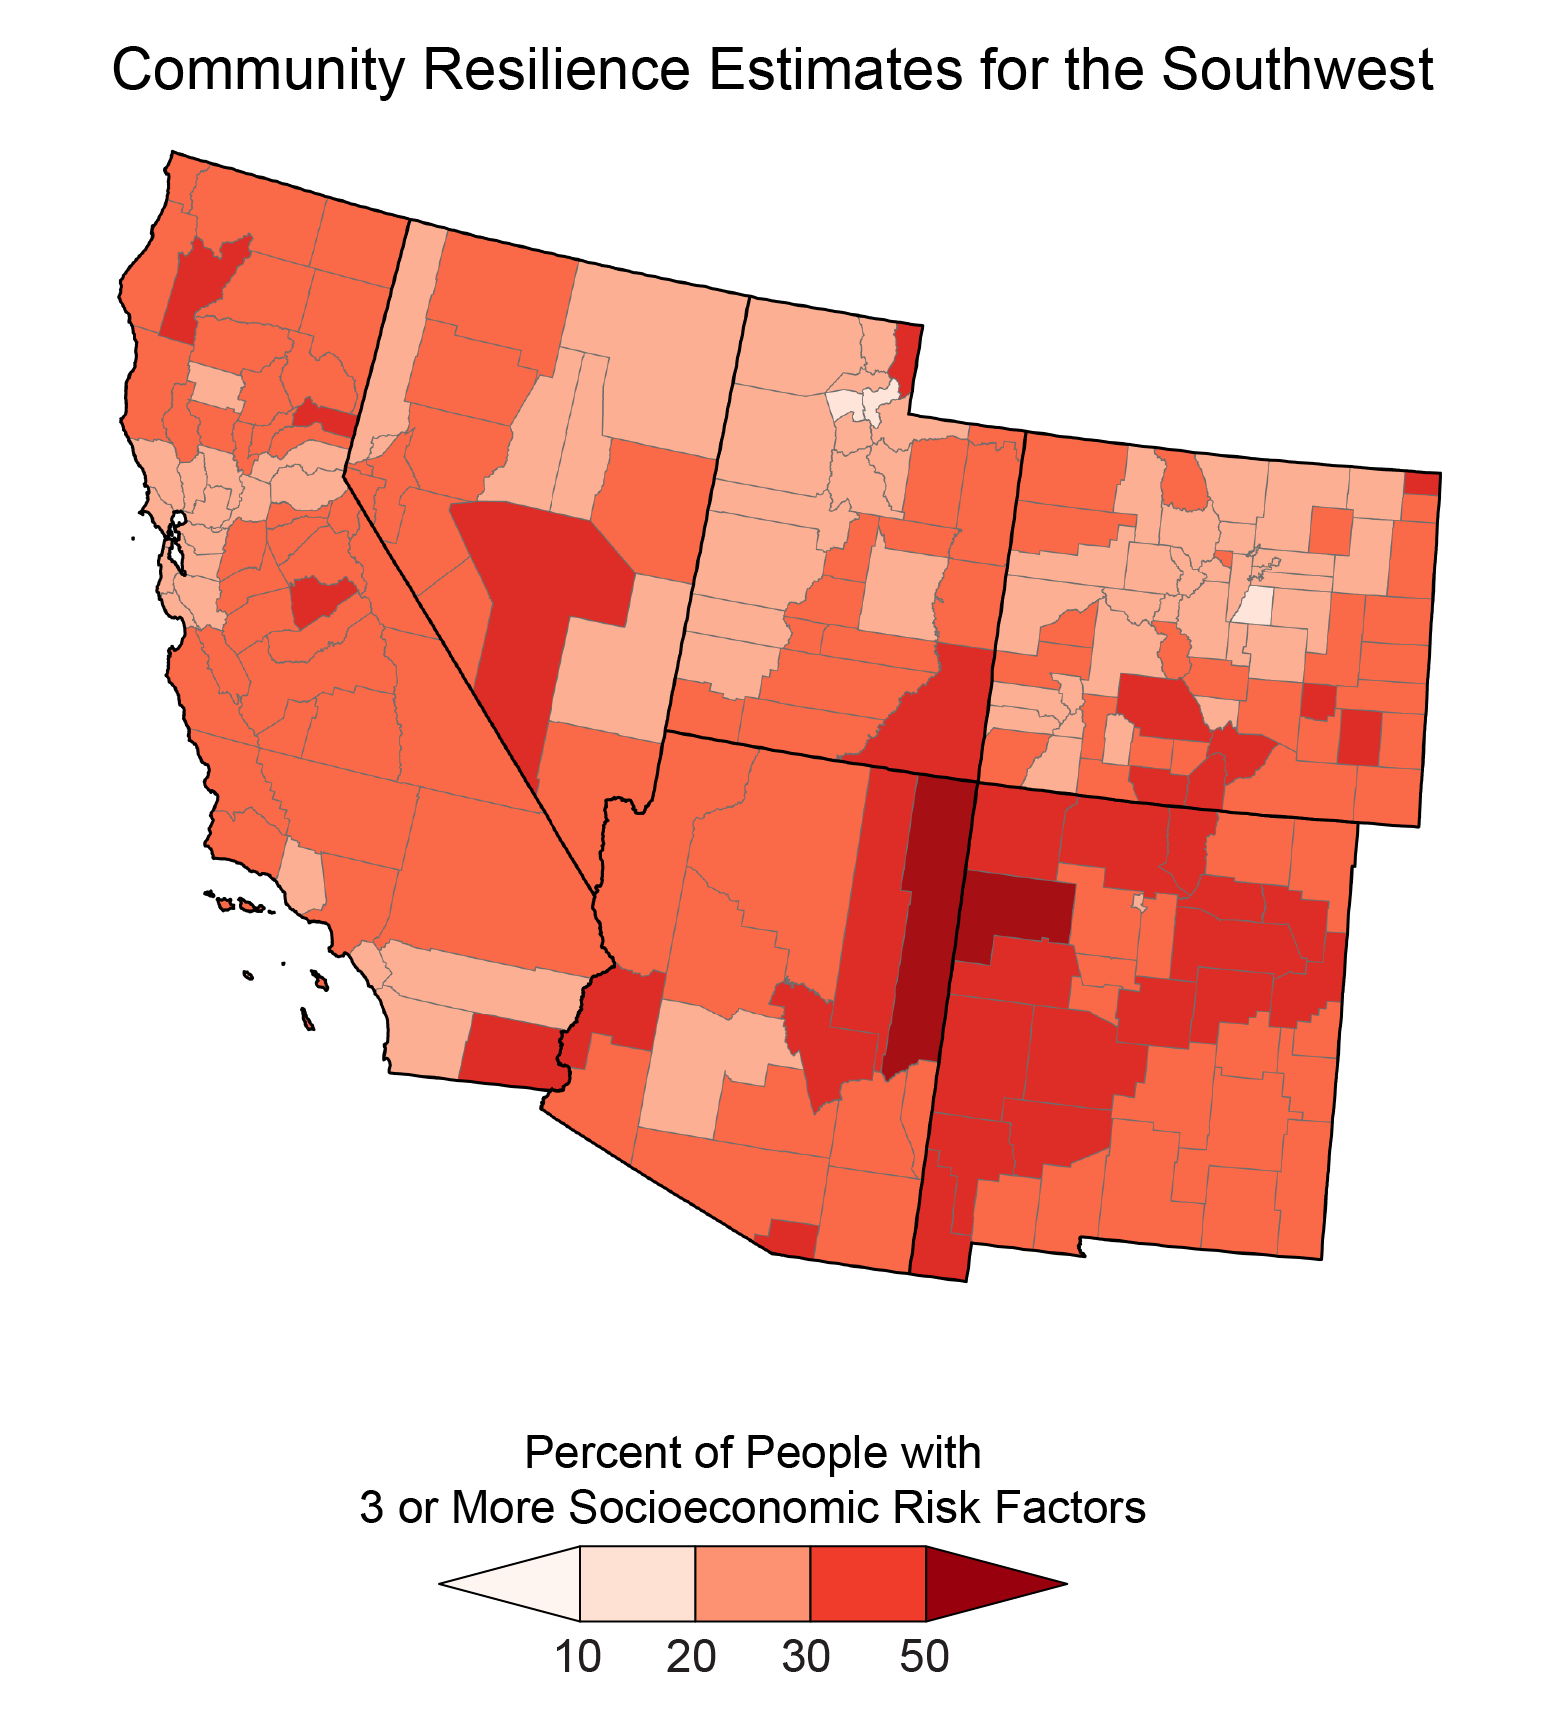 Community Resilience Estimates for the Southwest
Percent of People with
3 or More Socioeconomic Risk Factors
10 20 30 50